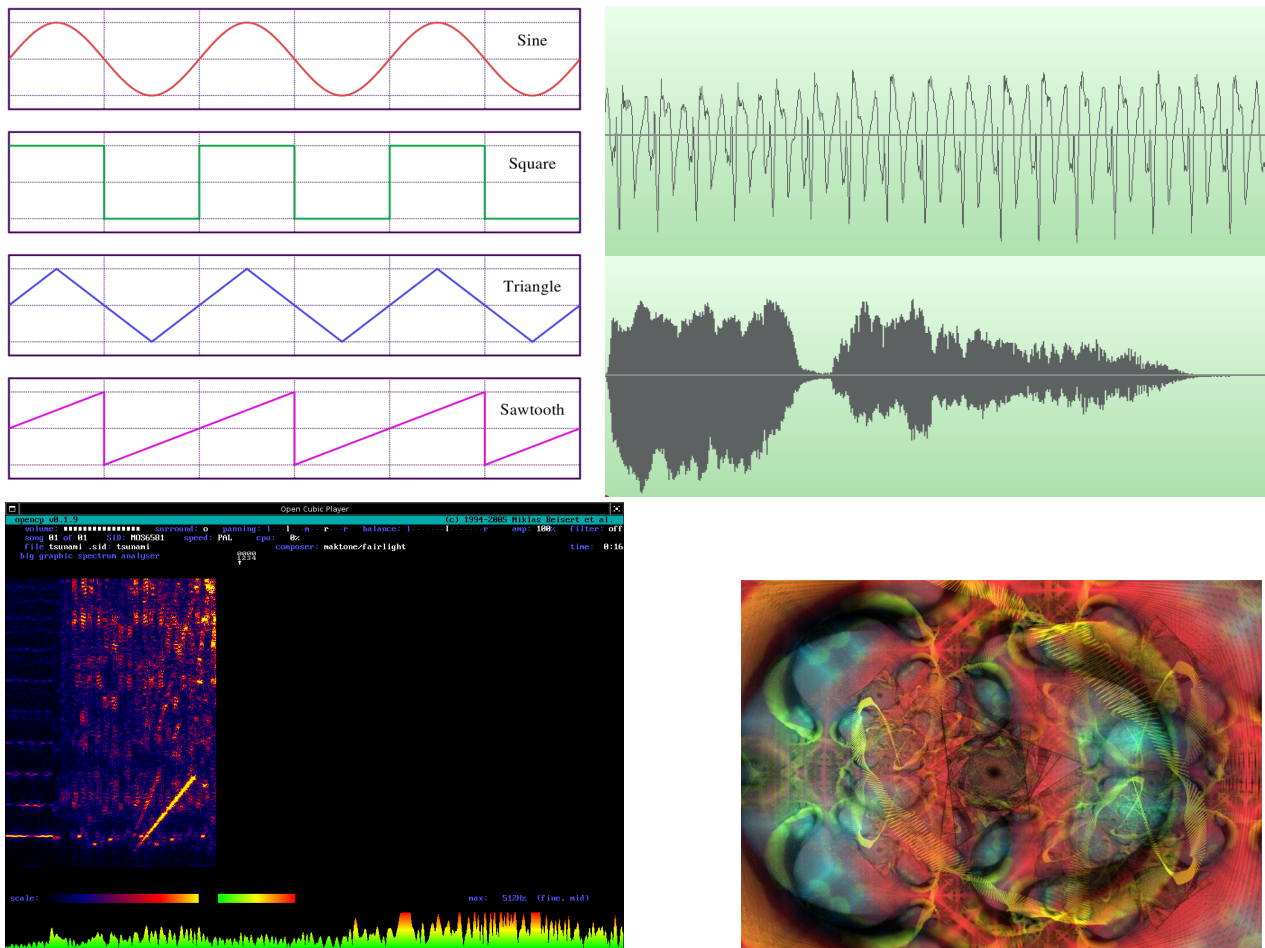 Sine
Square
Triangle
Sawtooth
Open Cubic Player
opencp v0.1.9 (c) 1994-2005 Niklas Beisert et al.
volume: surround: o panning: l...l...m...r...r balance: l.......l.......r amp: 100% filter: off
song 01 of 01 SID: MOS6581 speed: PAL cpu: 0%
file tsunami .sid: tsunami composer: maktone/fairlight time: 0:16
big graphic spectrum analyser
0000
1234
scale: max: 512Hz (fine, mid)